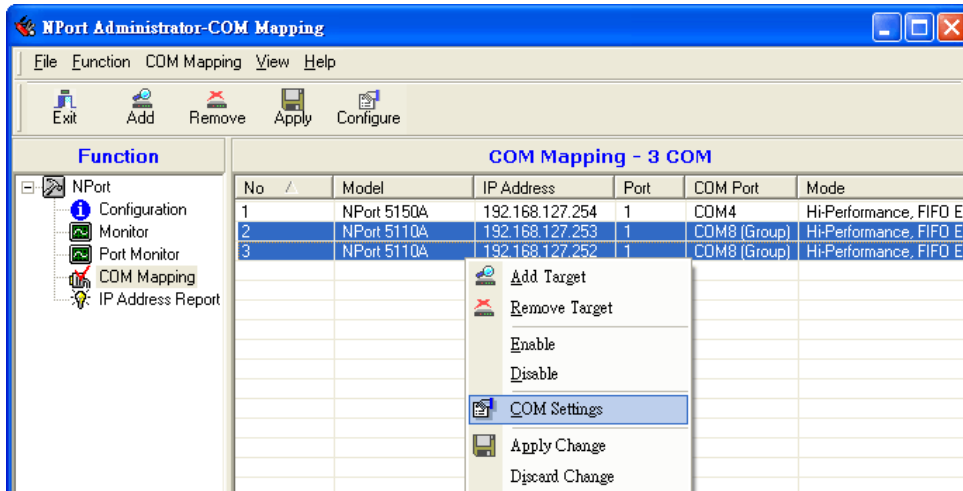 NPort Administrator-COM Mapping
File Function COM Mapping View Help
Exit Add Remove Apply Configure
Function
COM Mapping - 3 COM
NPort
Configuration
Monitor
Port Monitor
COM Mapping
IP Address Report
No Model IP Address Port COM Port Mode
1 NPort 5150A 192.168.127.254 1 COM4 Hi-Performance, FIFO E
2 NPort 5110A 192.168.127.253 1 COM8 (Group) Hi-Performance, FIFO E
3 NPort 5110A 192.168.127.252 1 COM8 (Group) Hi-Performance, FIFO E
Add Target
Remove Target
Enable
Disable
COM Settings
Apply Change
Discard Change